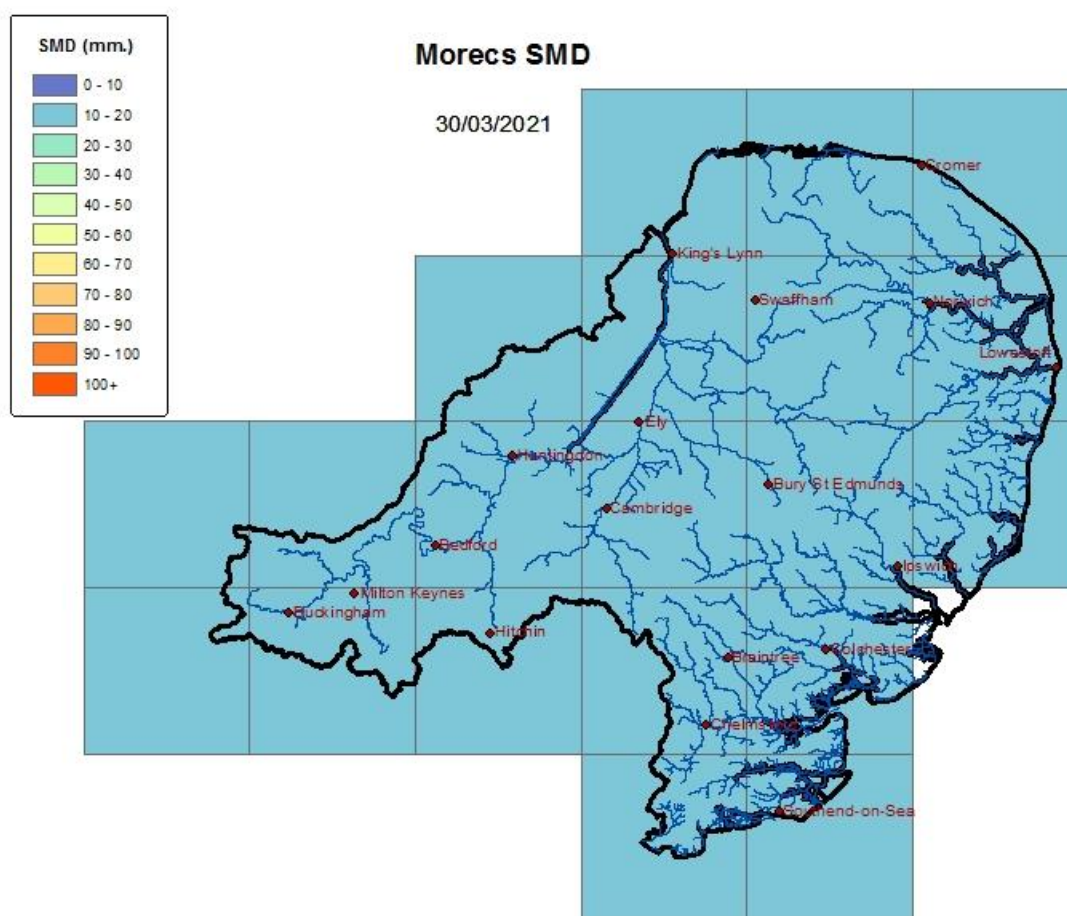 SMD (mm.)
0 - 10
10 - 20
20 - 30
30 - 40
40 - 50
50 - 60
60 - 70
70 - 80
80 - 90
90 - 100
100+
Morecs SMD
30/03/2021
Cromer
King's Lynn
Swaffham
Norwich
Lowestoft
Ely
Huntingdon
Bury St Edmunds
Cambridge
Bedford
Ipswich
Milton Keynes
Buckingham
Hitchin
Colchester
Braintree
Chelmsford
Southend-on-Sea